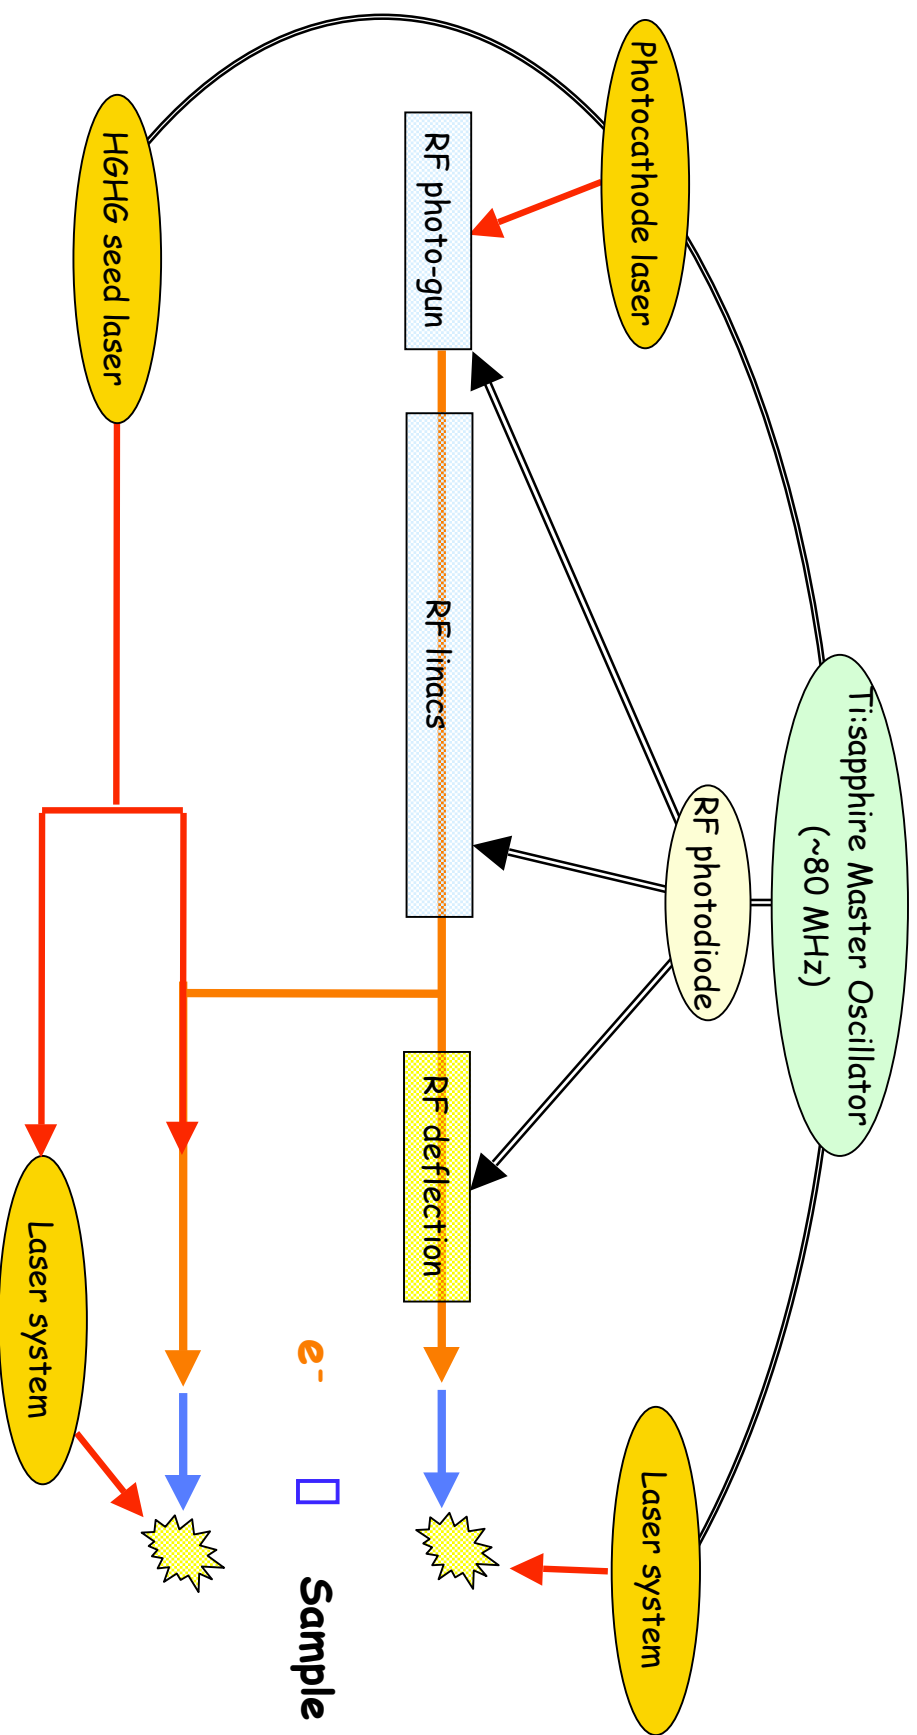 Ti:sapphire Master Oscillator
(~80 MHz)
RF photodiode
Photocathode laser
Laser system
RF photo-gun
RF linacs
RF deflection
e-
Sample
HGHG seed laser
Laser system